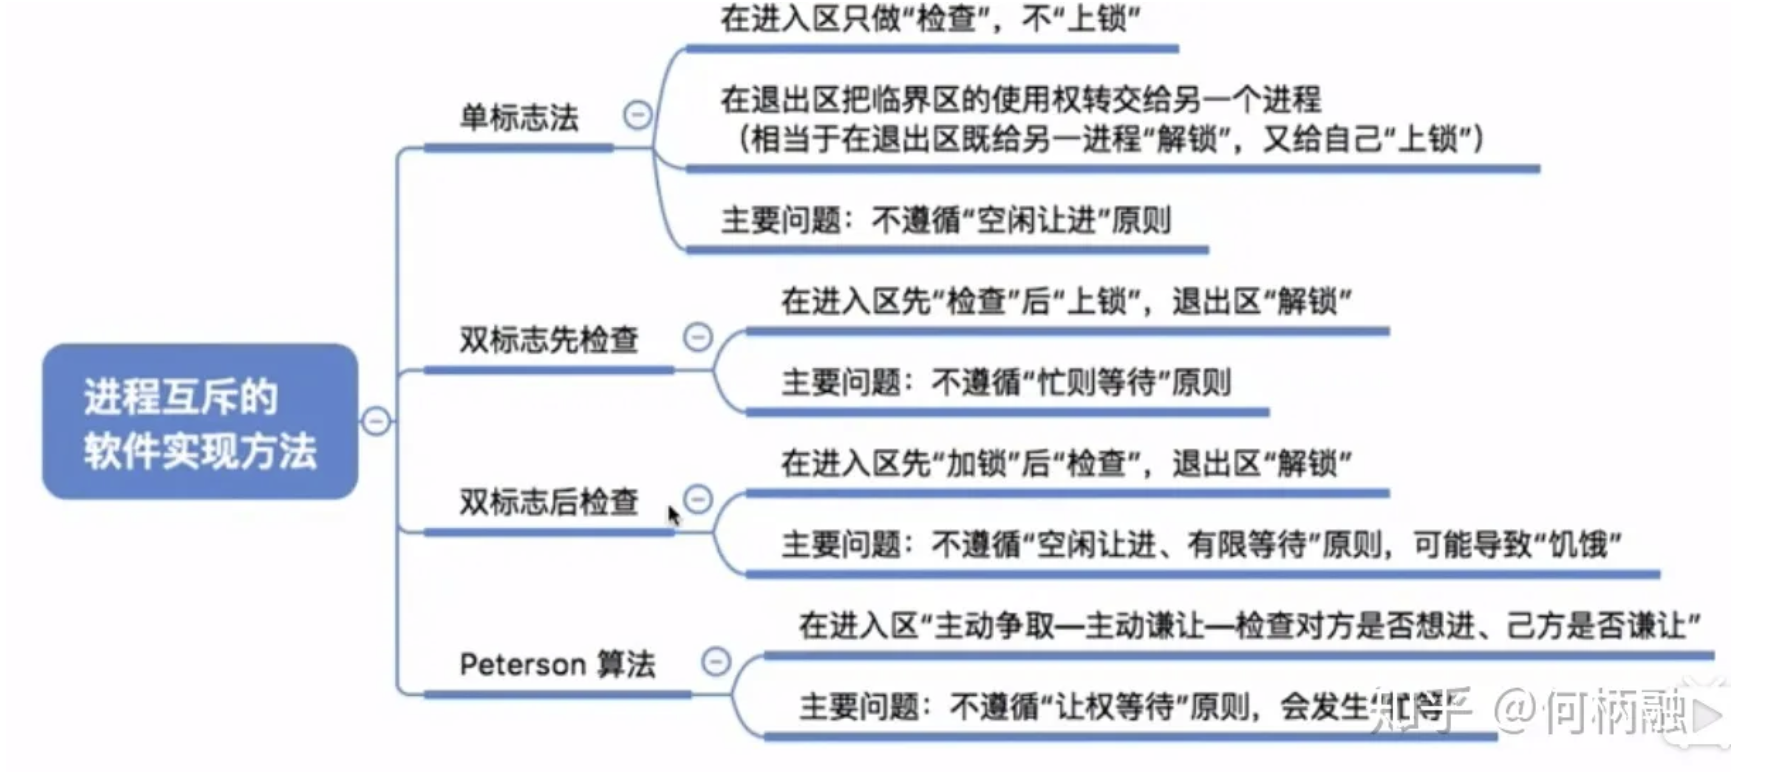 在进入区只做“检查”，不“上锁”
单标志法
在退出区把临界区的使用权转交给另一个进程
（相当于在退出区既给另一进程“解锁”，又给自己“上锁”）
主要问题：不遵循“空闲让进”原则
在进入区先“检查”后“上锁”，退出区“解锁”
双标志先检查
主要问题：不遵循“忙则等待”原则
进程互斥的
软件实现方法
在进入区先“加锁”后“检查”，退出区“解锁”
双标志后检查
主要问题：不遵循“空闲让进、有限等待”原则，可能导致“饥饿”
在进入区“主动争取—主动谦让—检查对方是否想进、己方是否谦让”
Peterson 算法
主要问题：不遵循“让权等待”原则，会发生“忙等”
知乎 @何柄融